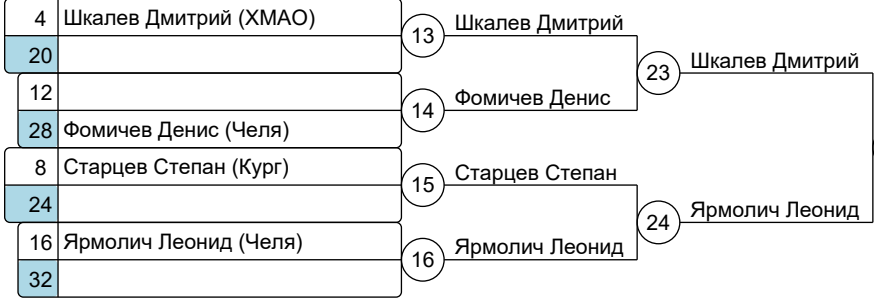 4 Шкалев Дмитрий (ХМАО)
20
13 Шкалев Дмитрий
23 Шкалев Дмитрий
12
28 Фомичев Денис (Челя)
14 Фомичев Денис
8 Старцев Степан (Кург)
24
15 Старцев Степан
24 Ярмолич Леонид
16 Ярмолич Леонид (Челя)
32
16 Ярмолич Леонид